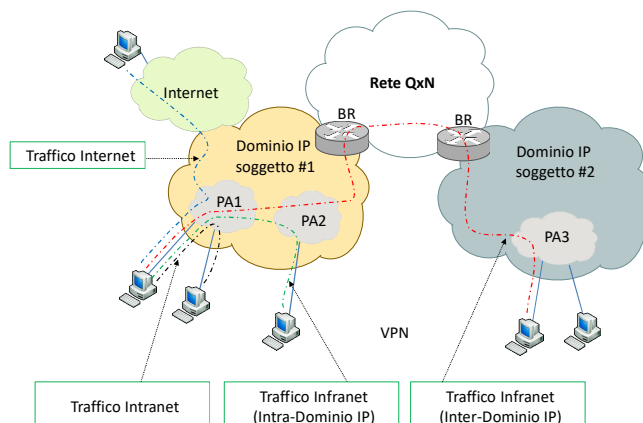 Internet
Rete QxN
BR
BR
Traffico Internet
Dominio IP
soggetto #1
Dominio IP
soggetto #2
PA1
PA2
PA3
VPN
Traffico Intranet
Traffico Infranet
(Intra-Dominio IP)
Traffico Infranet
(Inter-Dominio IP)